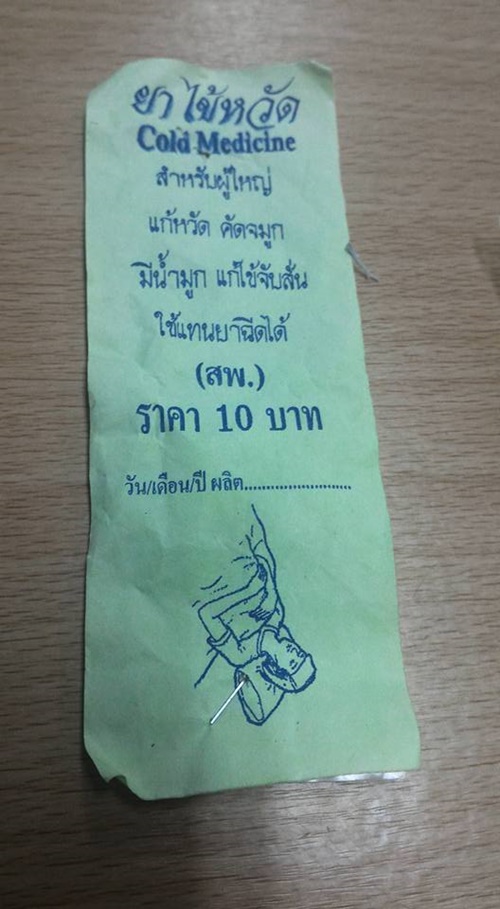 ยา ไข้หวัด
Cold Medicine
สำหรับผู้ใหญ่
แก้หวัด คัดจมูก
มีน้ำมูก แก้ไข้จับสั่น
ใช้แทนยาฉีดได้
(สพ.)
ราคา 10 บาท
วัน/เดือน/ปี ผลิต..........................